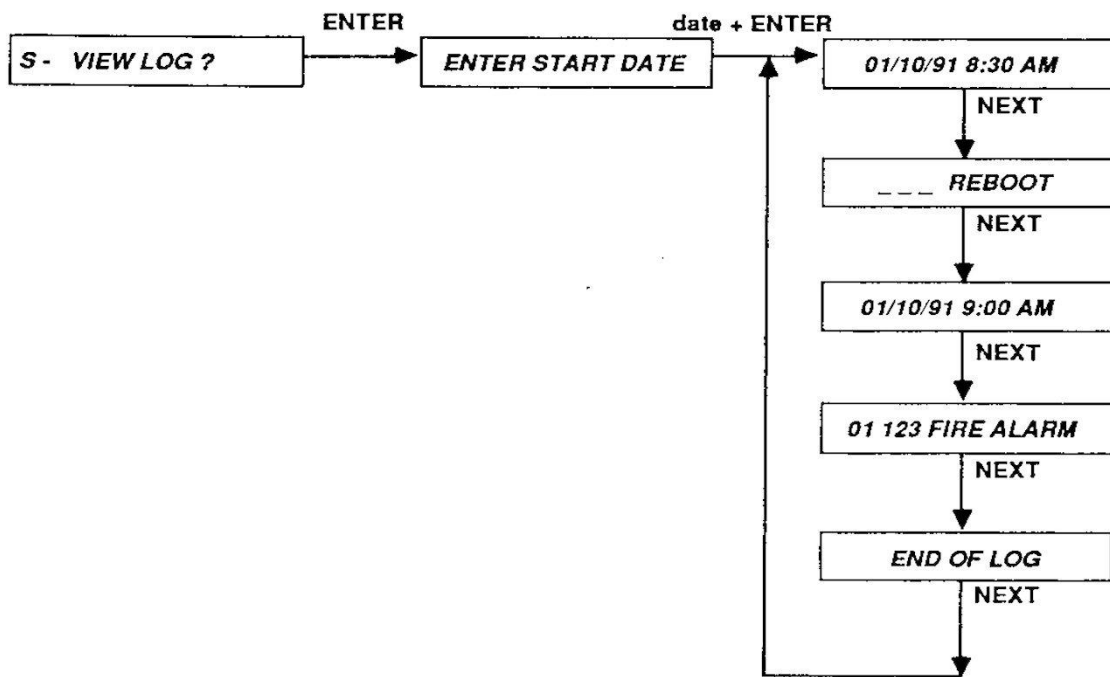 ENTER
date + ENTER
S - VIEW LOG ?
ENTER START DATE
01/10/91 8:30 AM
NEXT
_ _ _ REBOOT
NEXT
01/10/91 9:00 AM
NEXT
01 123 FIRE ALARM
NEXT
END OF LOG
NEXT